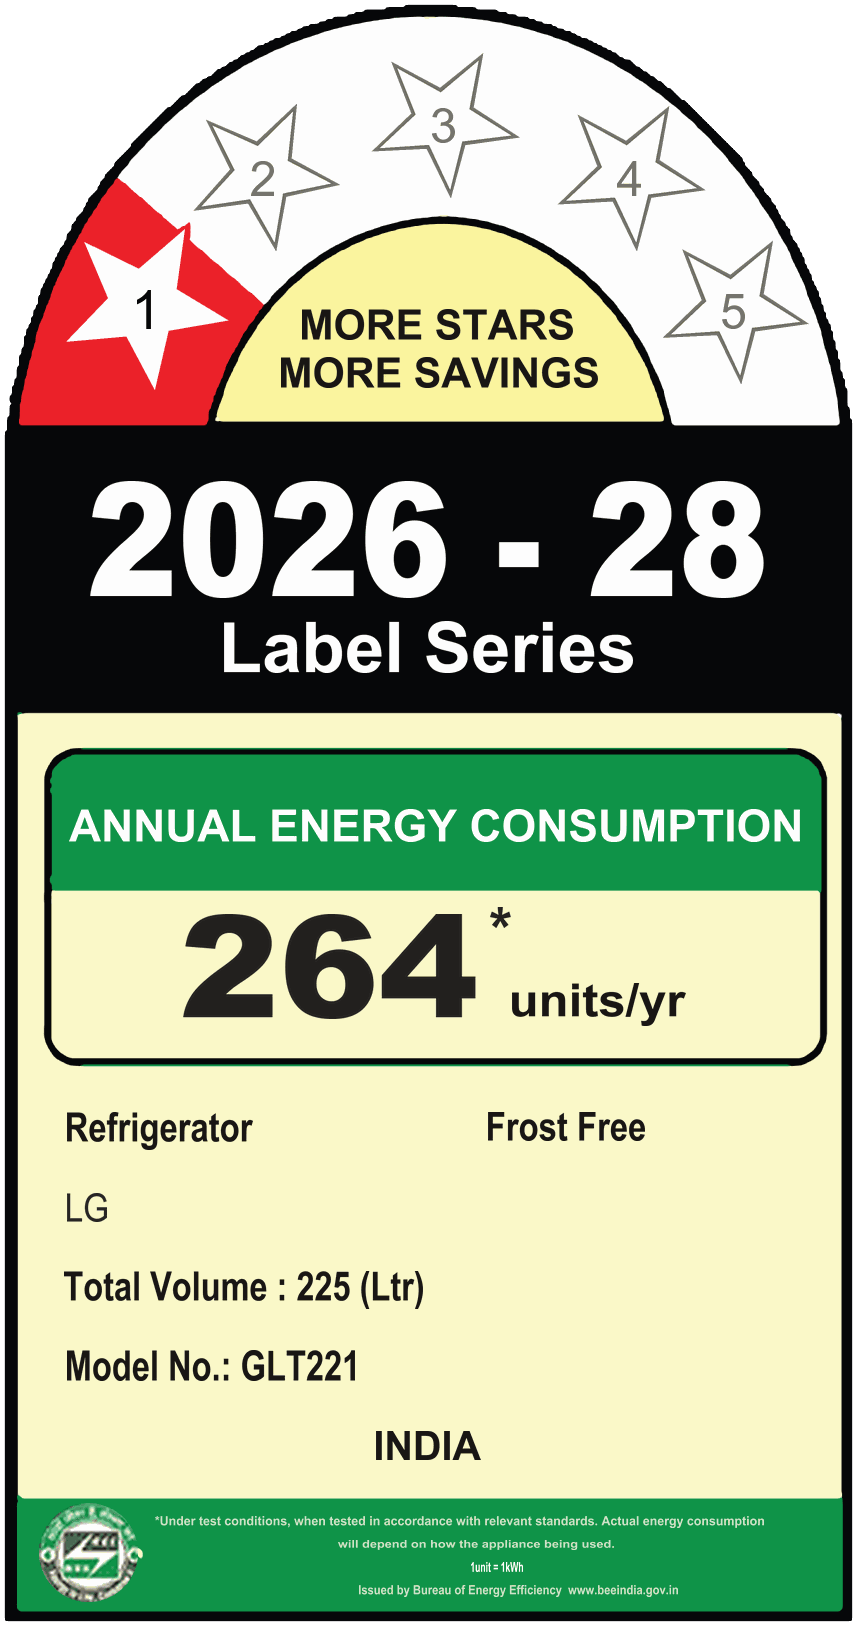 3
2
4
1
5
MORE STARS
MORE SAVINGS
2026 - 28
Label Series
ANNUAL ENERGY CONSUMPTION
264* units/yr
Refrigerator Frost Free
LG
Total Volume : 225 (Ltr)
Model No.: GLT221
INDIA
*Under test conditions, when tested in accordance with relevant standards. Actual energy consumption
will depend on how the appliance being used.
1unit = 1kWh
Issued by Bureau of Energy Efficiency www.beeindia.gov.in